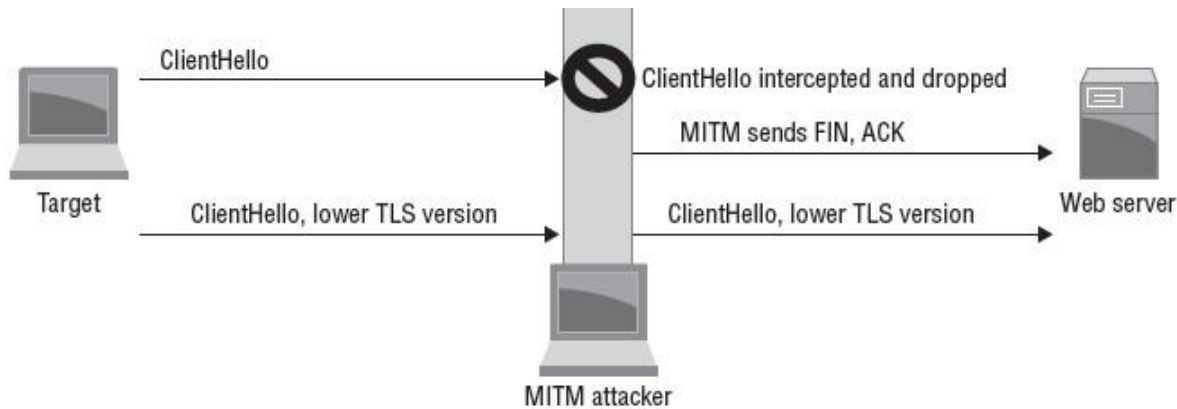 ClientHello
ClientHello intercepted and dropped
MITM sends FIN, ACK
Target
ClientHello, lower TLS version
ClientHello, lower TLS version
Web server
MITM attacker